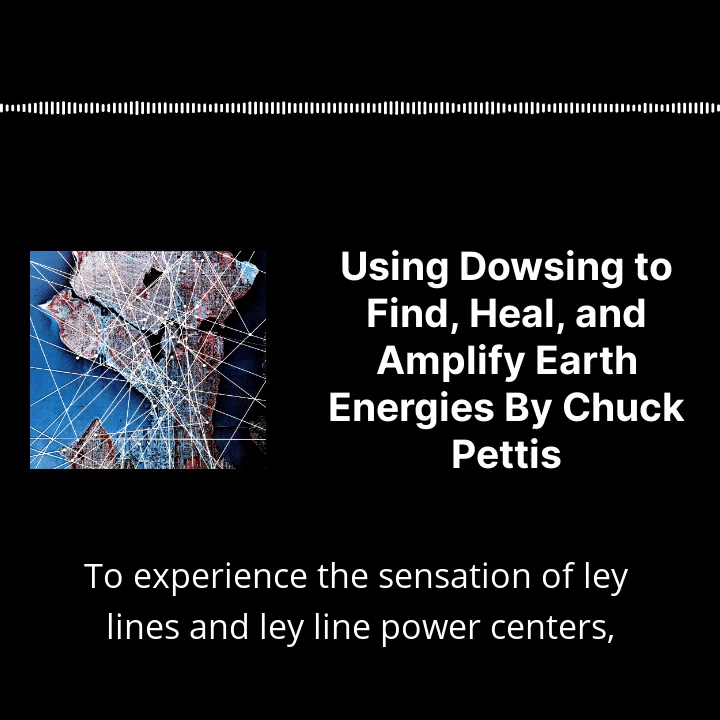 Using Dowsing to
Find, Heal, and
Amplify Earth
Energies By Chuck
Pettis
To experience the sensation of ley
lines and ley line power centers,